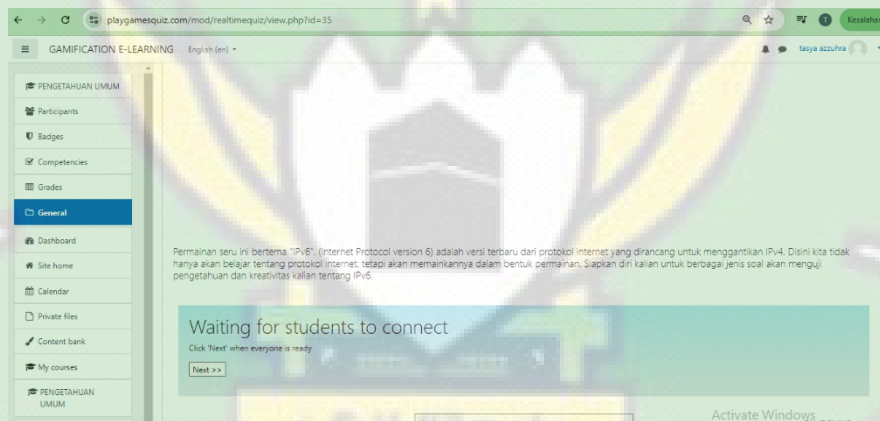 playgamesquiz.com/mod/realtimequiz/view.php?id=35
Kesalahan
GAMIFICATION E-LEARNING English (en)
tasya azzuhra
PENGETAHUAN UMUM
Participants
Badges
Competencies
Grades
General
Dashboard
Site home
Calendar
Private files
Content bank
My courses
PENGETAHUAN
UMUM
Permainan seru ini bertema "IPv6". (Internet Protocol version 6) adalah versi terbaru dari protokol internet yang dirancang untuk menggantikan IPv4. Disini kita tidak
hanya akan belajar tentang protokol internet, tetapi akan memainkannya dalam bentuk permainan. Siapkan diri kalian untuk berbagai jenis soal akan menguji
pengetahuan dan kreativitas kalian tentang IPv6.
Waiting for students to connect
Click 'Next' when everyone is ready
Next >>
Activate Windows